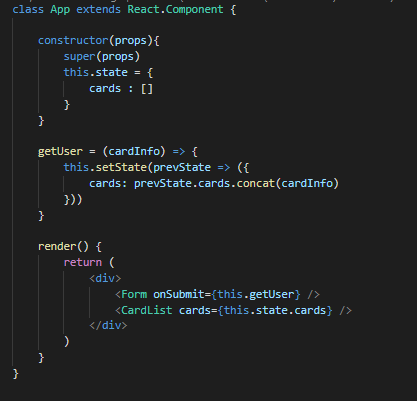 class App extends React.Component {
constructor(props){
super(props)
this.state = {
cards : []
}
}
getUser = (cardInfo) => {
this.setState(prevState => ({
cards: prevState.cards.concat(cardInfo)
}))
}
render() {
return (
<div>
<Form onSubmit={this.getUser} />
<CardList cards={this.state.cards} />
</div>
)
}
}